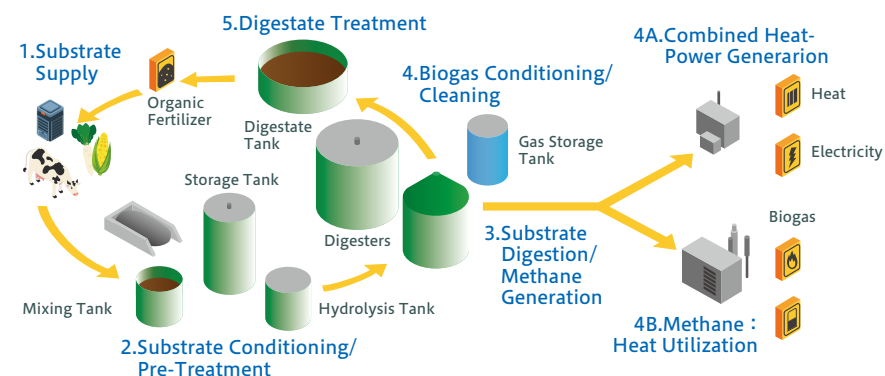 5.Digestate Treatment
1.Substrate
Supply
Organic
Fertilizer
Digestate
Tank
4.Biogas Conditioning/
Cleaning
Gas Storage
Tank
4A.Combined Heat-
Power Generarion
Heat
Electricity
Storage Tank
Digesters
Mixing Tank
Hydrolysis Tank
2.Substrate Conditioning/
Pre-Treatment
3.Substrate
Digestion/
Methane
Generation
Biogas
4B.Methane：
Heat Utilization